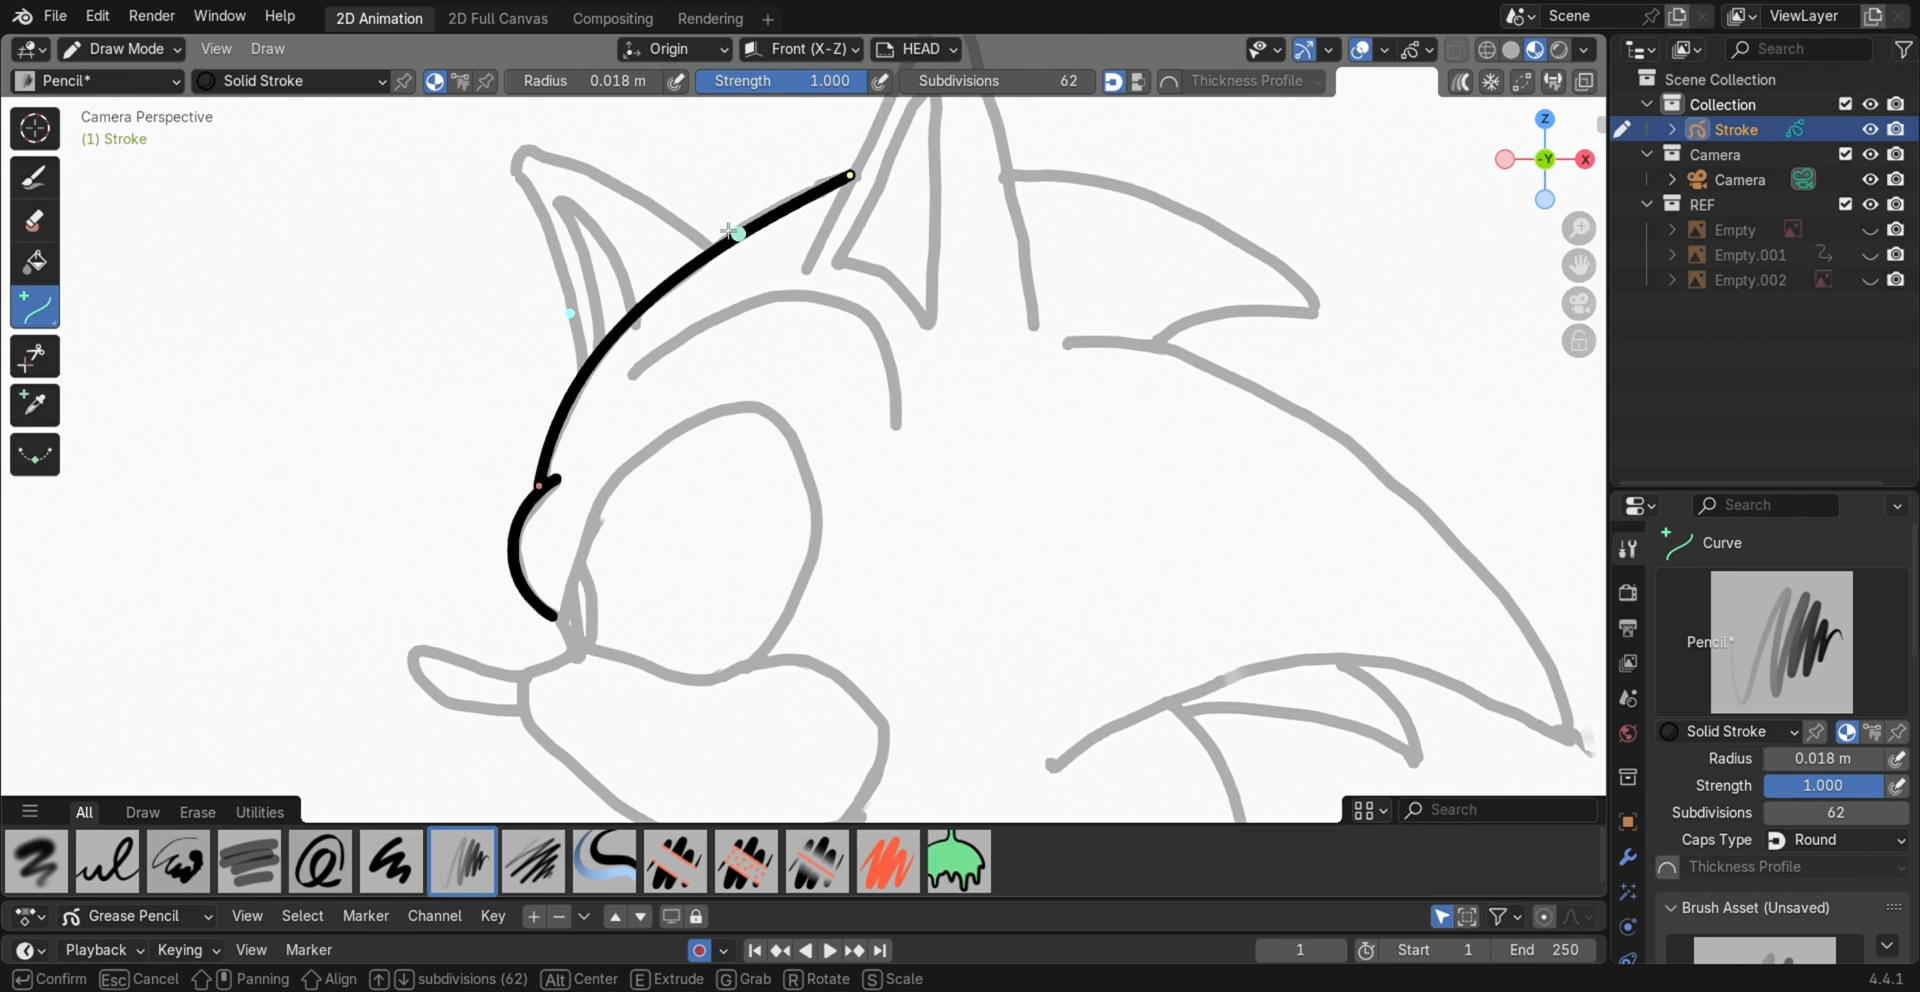 File Edit Render Window Help 2D Animation 2D Full Canvas Compositing Rendering + Scene ViewLayer
Draw Mode View Draw Origin Front (X-Z) HEAD Search
Pencil* Solid Stroke Radius 0.018 m Strength 1.000 Subdivisions 62 Thickness Profile
Scene Collection
Collection
Stroke
Camera
Camera
REF
Empty
Empty.001
Empty.002
Camera Perspective
(1) Stroke
Z
-Y
X
Search
Curve
Pencil*
Solid Stroke
Radius 0.018 m
Strength 1.000
Subdivisions 62
Caps Type Round
Thickness Profile
Brush Asset (Unsaved)
All Draw Erase Utilities Search
Grease Pencil View Select Marker Channel Key
Playback Keying View Marker 1 Start 1 End 250
Confirm Esc Cancel Panning Align subdivisions (62) Alt Center E Extrude G Grab R Rotate S Scale 4.4.1